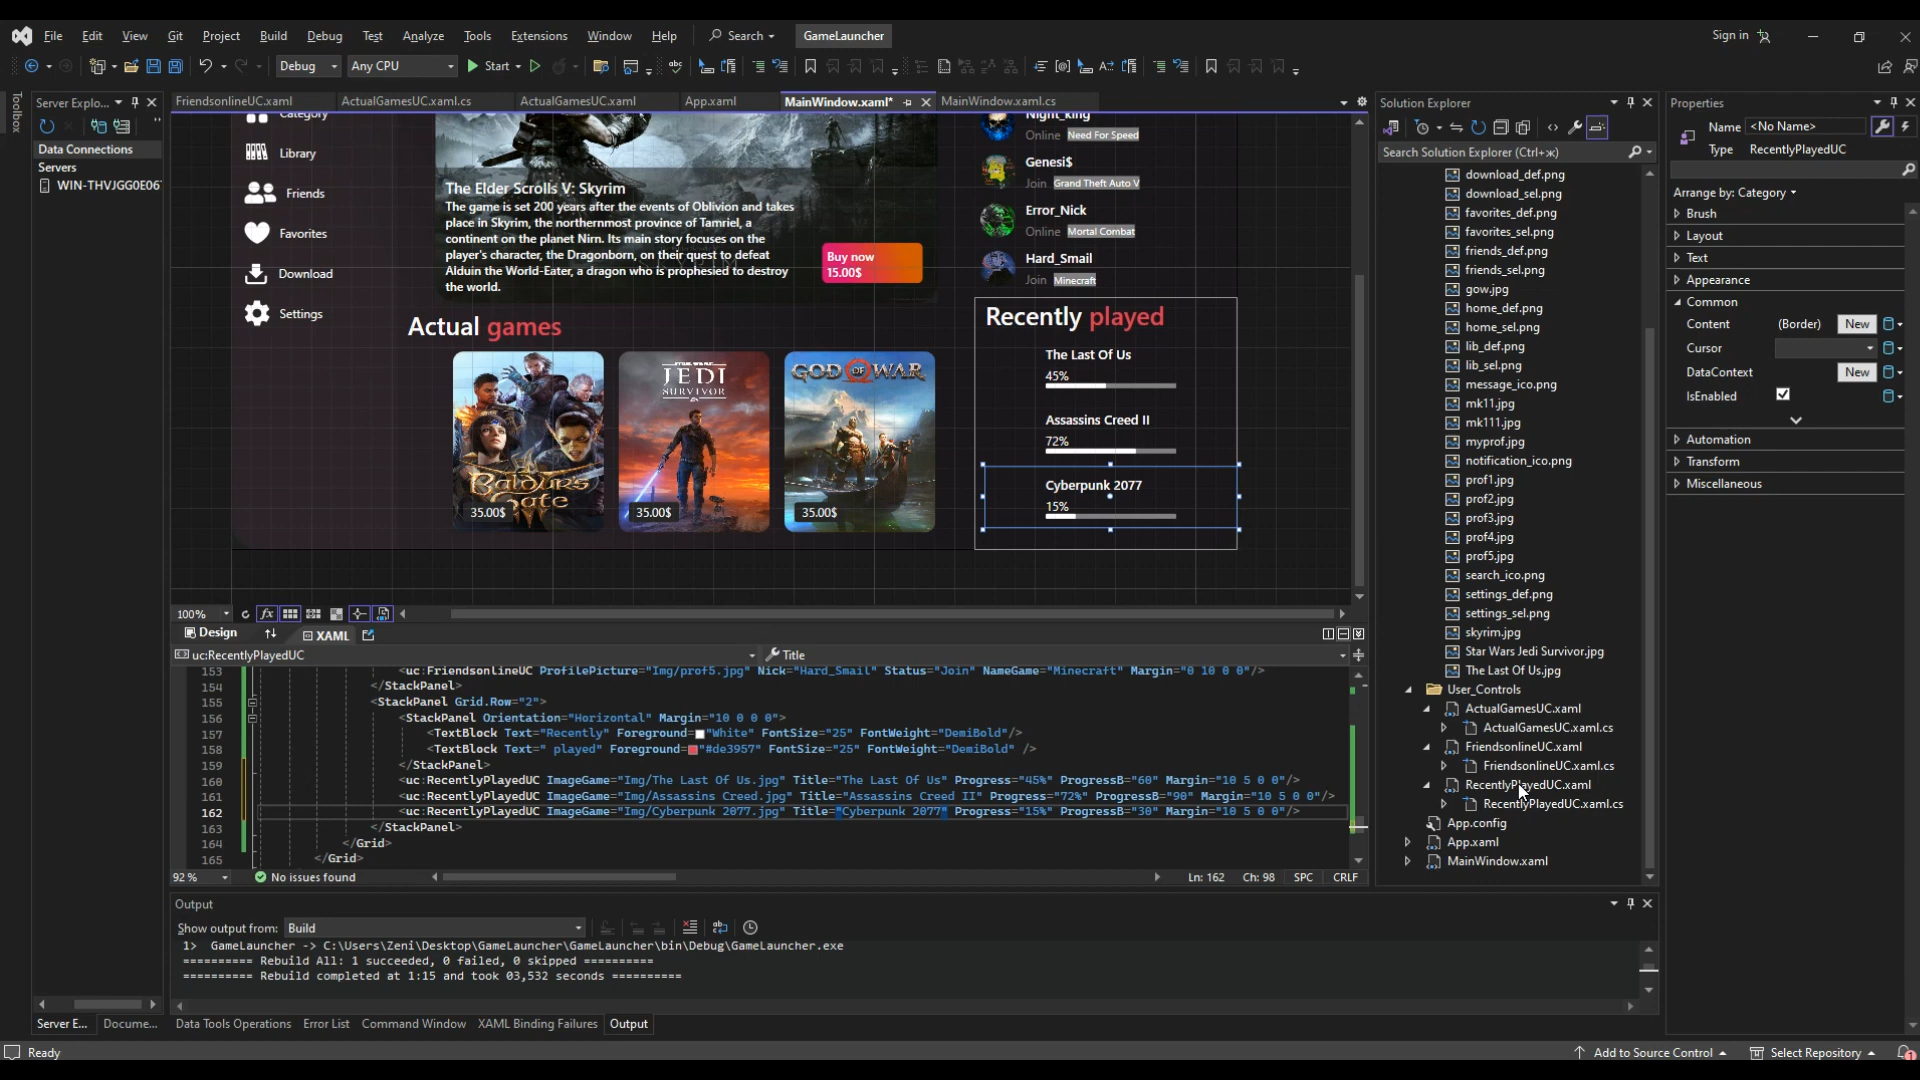 File Edit View Git Project Build Debug Test Analyze Tools Extensions Window Help Search GameLauncher Sign in
Debug Any CPU Start
Toolbox
Server Explo...
Data Connections
Servers
WIN-THVJGG0E06
FriendsonlineUC.xaml ActualGamesUC.xaml.cs ActualGamesUC.xaml App.xaml MainWindow.xaml* MainWindow.xaml.cs
Category
Library
Friends
Favorites
Download
Settings
The Elder Scrolls V: Skyrim
The game is set 200 years after the events of Oblivion and takes
place in Skyrim, the northernmost province of Tamriel, a
continent on the planet Nirn. Its main story focuses on the
player's character, the Dragonborn, on their quest to defeat
Alduin the World-Eater, a dragon who is prophesied to destroy
the world.
Buy now
15.00$
Night_king
Online Need For Speed
Genesi$
Join Grand Theft Auto V
Error_Nick
Online Mortal Combat
Hard_Smail
Join Minecraft
Actual games
BALDUR'S
GATE
35.00$
STAR WARS
JEDI
SURVIVOR
35.00$
GOD OF WAR
35.00$
Recently played
The Last Of Us
45%
Assassins Creed II
72%
Cyberpunk 2077
15%
100%
Design XAML
uc:RecentlyPlayedUC Title
153 <uc:FriendsonlineUC ProfilePicture="Img/prof5.jpg" Nick="Hard_Smail" Status="Join" NameGame="Minecraft" Margin="0 10 0 0"/>
154 </StackPanel>
155 <StackPanel Grid.Row="2">
156 <StackPanel Orientation="Horizontal" Margin="10 0 0 0">
157 <TextBlock Text="Recently" Foreground="White" FontSize="25" FontWeight="DemiBold"/>
158 <TextBlock Text=" played" Foreground="#de3957" FontSize="25" FontWeight="DemiBold" />
159 </StackPanel>
160 <uc:RecentlyPlayedUC ImageGame="Img/The Last Of Us.jpg" Title="The Last Of Us" Progress="45%" ProgressB="60" Margin="10 5 0 0"/>
161 <uc:RecentlyPlayedUC ImageGame="Img/Assassins Creed.jpg" Title="Assassins Creed II" Progress="72%" ProgressB="90" Margin="10 5 0 0"/>
162 <uc:RecentlyPlayedUC ImageGame="Img/Cyberpunk 2077.jpg" Title="Cyberpunk 2077" Progress="15%" ProgressB="30" Margin="10 5 0 0"/>
163 </StackPanel>
164 </Grid>
165 </Grid>
92 % No issues found Ln: 162 Ch: 98 SPC CRLF
Output
Show output from: Build
1> GameLauncher -> C:\Users\Zeni\Desktop\GameLauncher\GameLauncher\bin\Debug\GameLauncher.exe
========== Rebuild All: 1 succeeded, 0 failed, 0 skipped ==========
========== Rebuild completed at 1:15 and took 03,532 seconds ==========
Server E... Docume... Data Tools Operations Error List Command Window XAML Binding Failures Output
Solution Explorer
Search Solution Explorer (Ctrl+ж)
download_def.png
download_sel.png
favorites_def.png
favorites_sel.png
friends_def.png
friends_sel.png
gow.jpg
home_def.png
home_sel.png
lib_def.png
lib_sel.png
message_ico.png
mk11.jpg
mk111.jpg
myprof.jpg
notification_ico.png
prof1.jpg
prof2.jpg
prof3.jpg
prof4.jpg
prof5.jpg
search_ico.png
settings_def.png
settings_sel.png
skyrim.jpg
Star Wars Jedi Survivor.jpg
The Last Of Us.jpg
User_Controls
ActualGamesUC.xaml
ActualGamesUC.xaml.cs
FriendsonlineUC.xaml
FriendsonlineUC.xaml.cs
RecentlyPlayedUC.xaml
RecentlyPlayedUC.xaml.cs
App.config
App.xaml
MainWindow.xaml
Properties
Name <No Name>
Type RecentlyPlayedUC
Arrange by: Category
Brush
Layout
Text
Appearance
Common
Content (Border) New
Cursor
DataContext New
IsEnabled
Automation
Transform
Miscellaneous
Ready Add to Source Control Select Repository 1